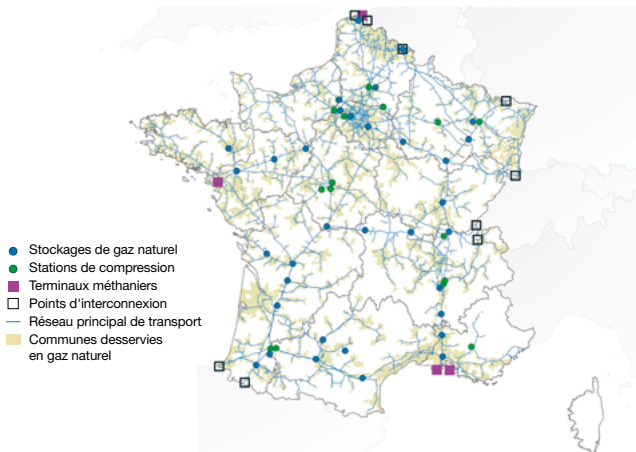 Stockages de gaz naturel
Stations de compression
Terminaux méthaniers
Points d'interconnexion
Réseau principal de transport
Communes desservies
en gaz naturel